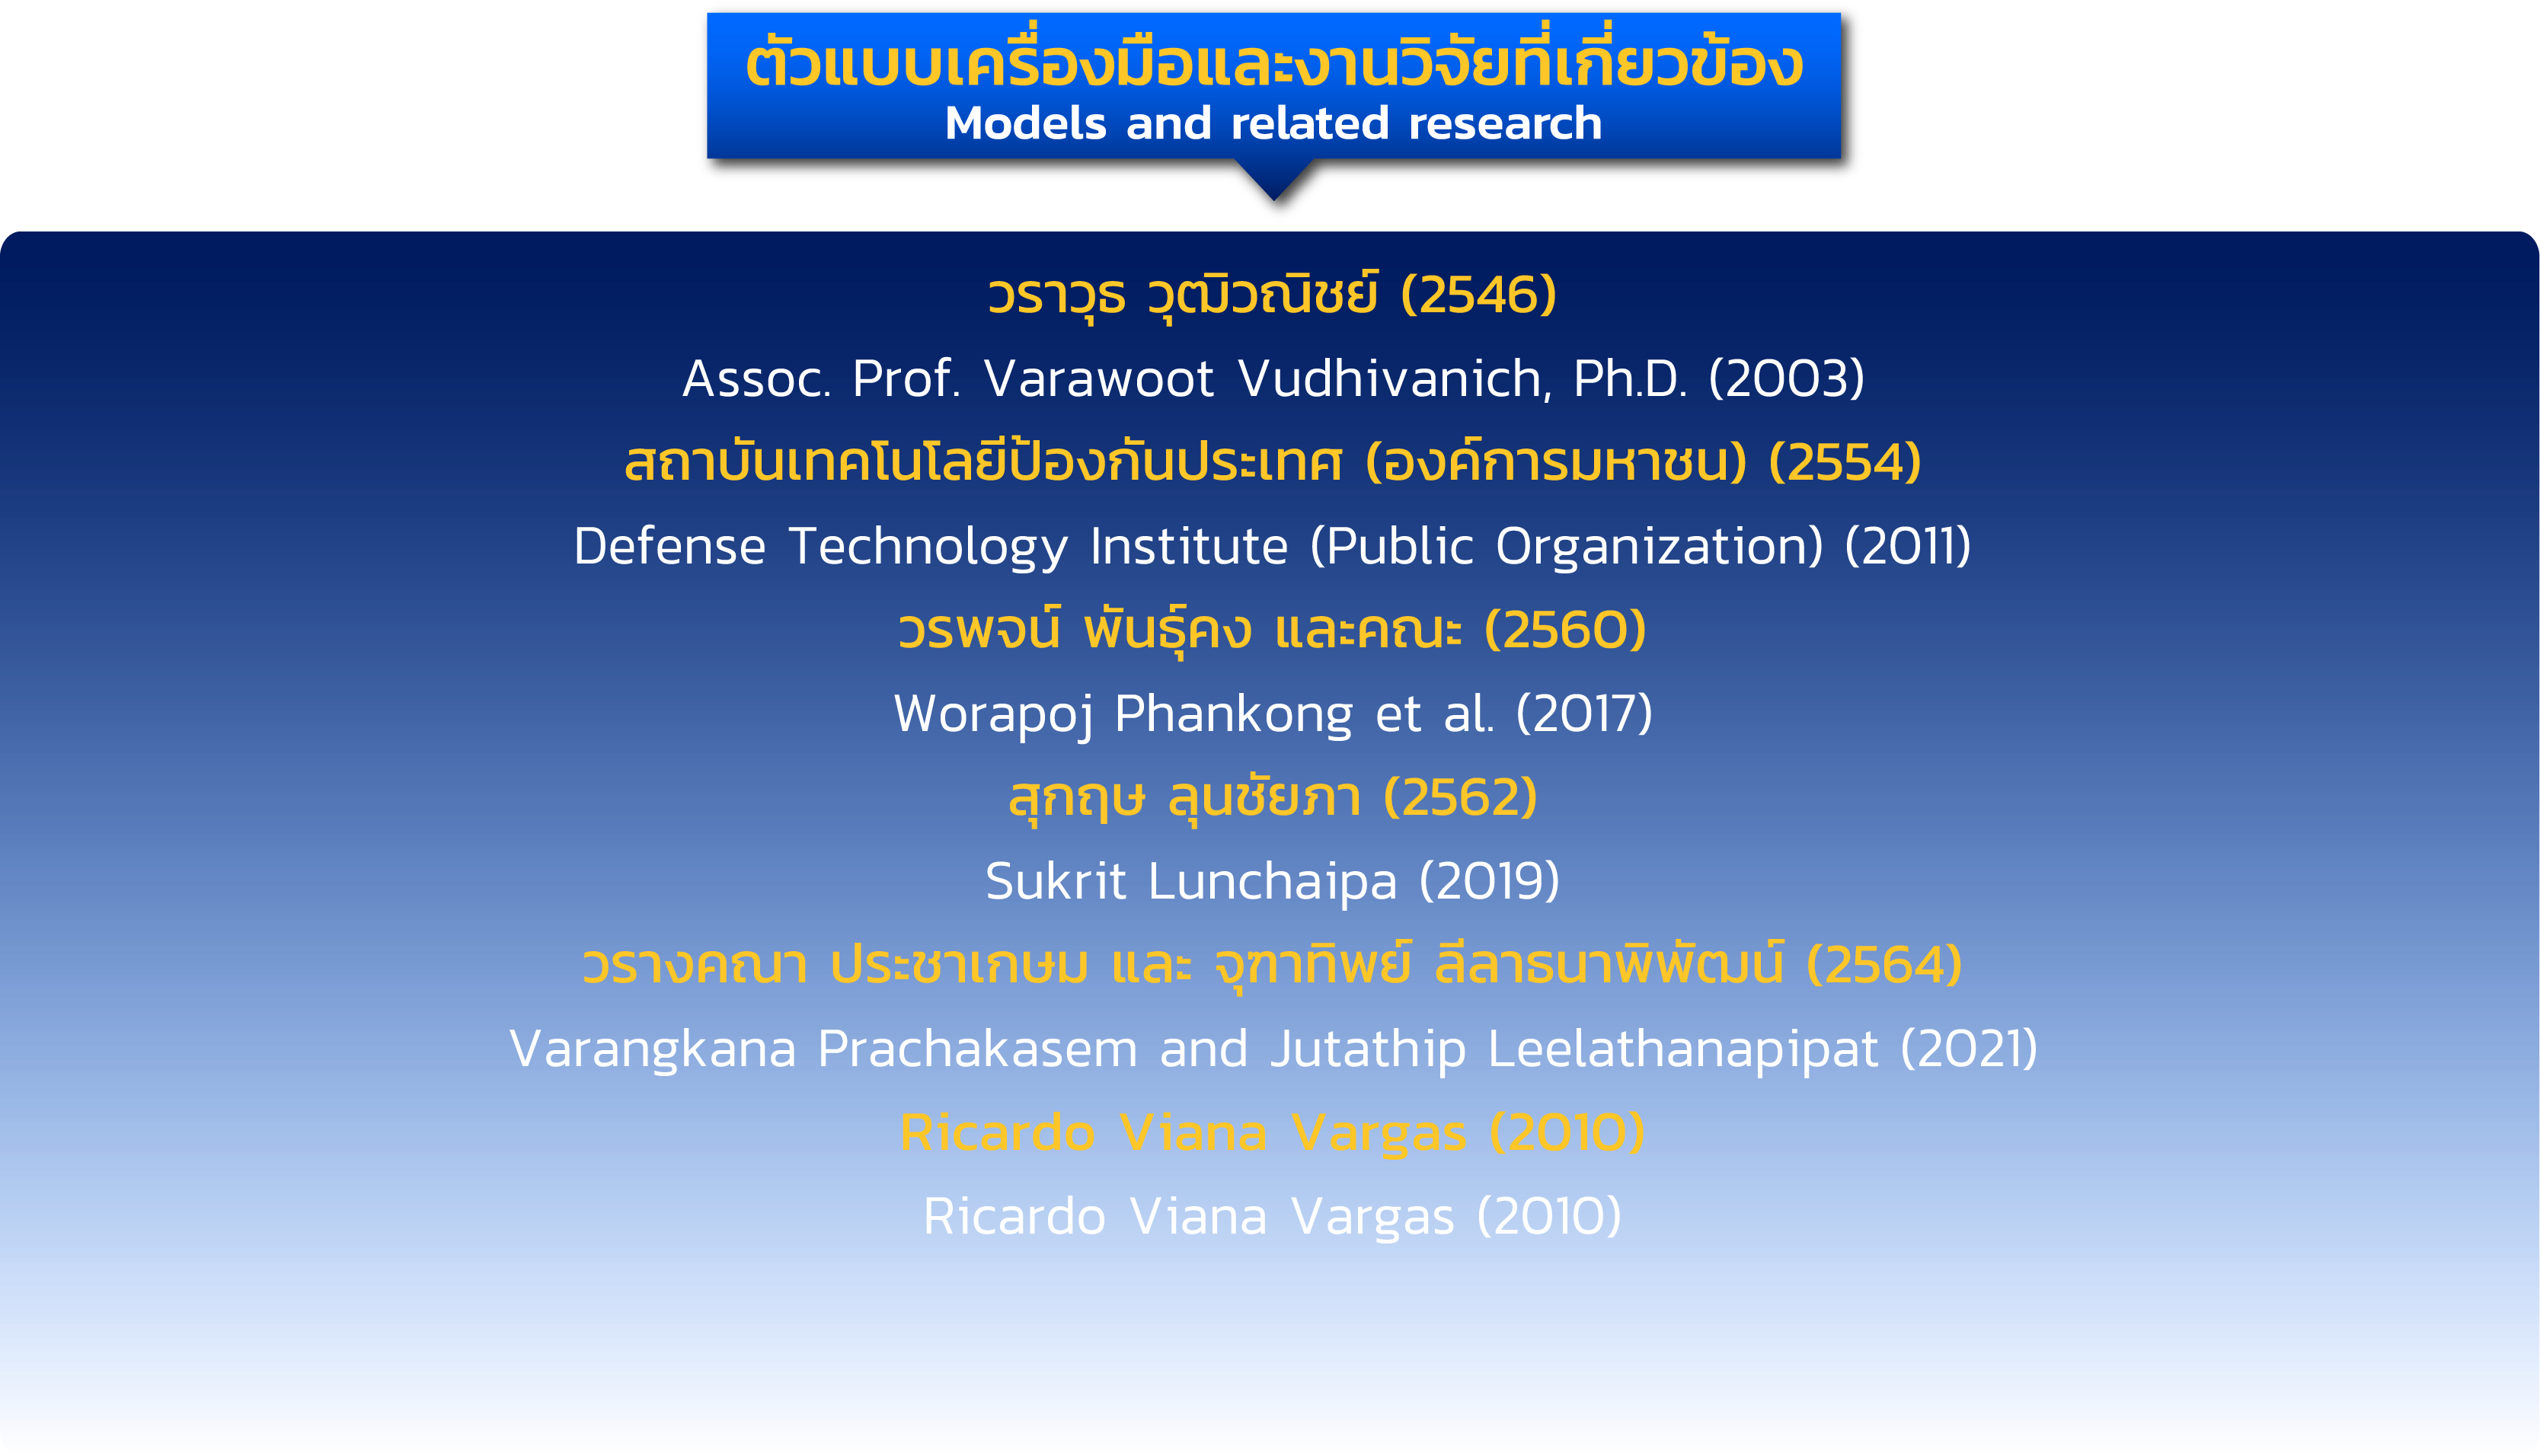 ตัวแบบเครื่องมือและงานวิจัยที่เกี่ยวข้อง
Models and related research
วราวุธ วุฒิวณิชย์ (2546)
Assoc. Prof. Varawoot Vudhivanich, Ph.D. (2003)
สถาบันเทคโนโลยีป้องกันประเทศ (องค์การมหาชน) (2554)
Defense Technology Institute (Public Organization) (2011)
วรพจน์ พันธุ์คง และคณะ (2560)
Worapoj Phankong et al. (2017)
สุกฤษ ลุนชัยภา (2562)
Sukrit Lunchaipa (2019)
วรางคณา ประชาเกษม และ จุฑาทิพย์ ลีลาธนาพิพัฒน์ (2564)
Varangkana Prachakasem and Jutathip Leelathanapipat (2021)
Ricardo Viana Vargas (2010)
Ricardo Viana Vargas (2010)